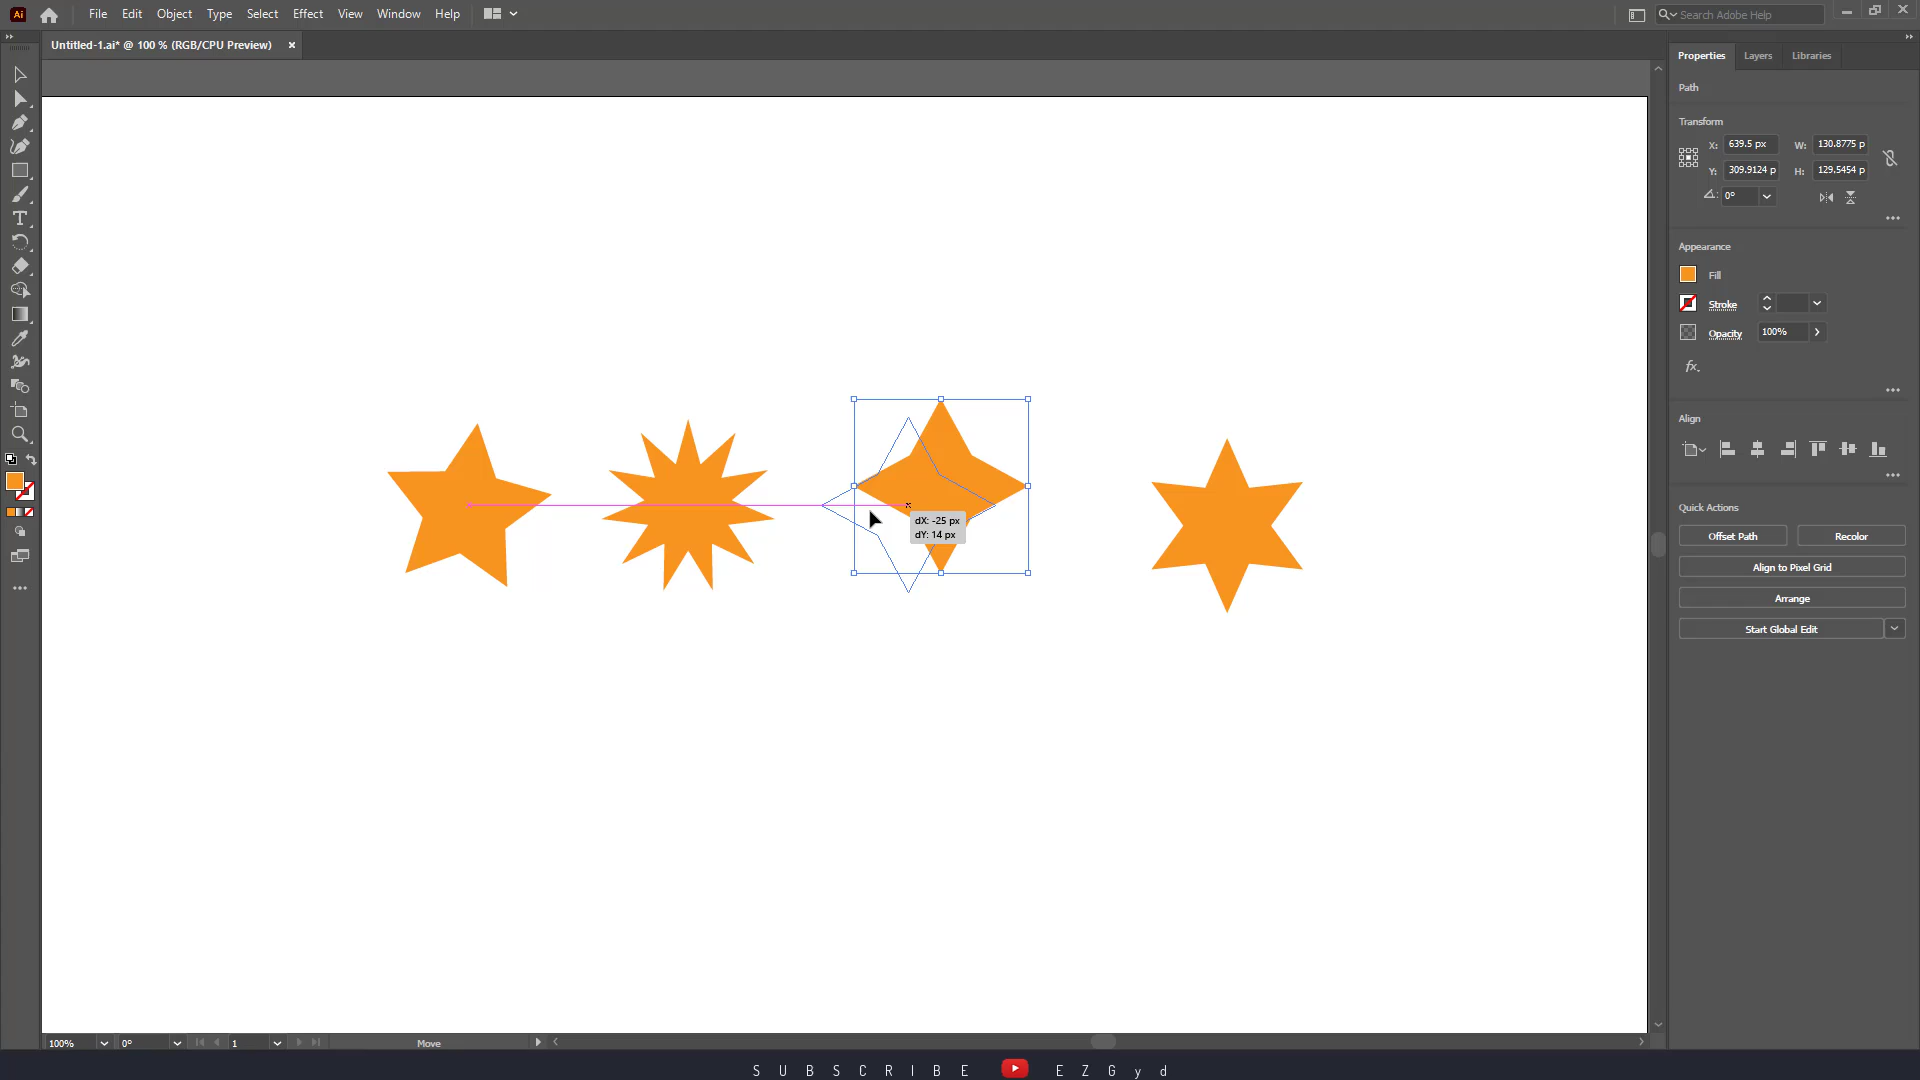 Ai File Edit Object Type Select Effect View Window Help Search Adobe Help
Untitled-1.ai* @ 100 % (RGB/CPU Preview) ×
Properties Layers Libraries
Path
Transform
X: 639.5 px W: 130.8775 p
Y: 309.9124 p H: 129.5454 p
0°
Appearance
Fill
Stroke
Opacity 100%
fx.
Align
Quick Actions
Offset Path Recolor
Align to Pixel Grid
Arrange
Start Global Edit
dX: -25 px
dY: 14 px
100% 0° 1 Move
SUBSCRIBE EZGyd